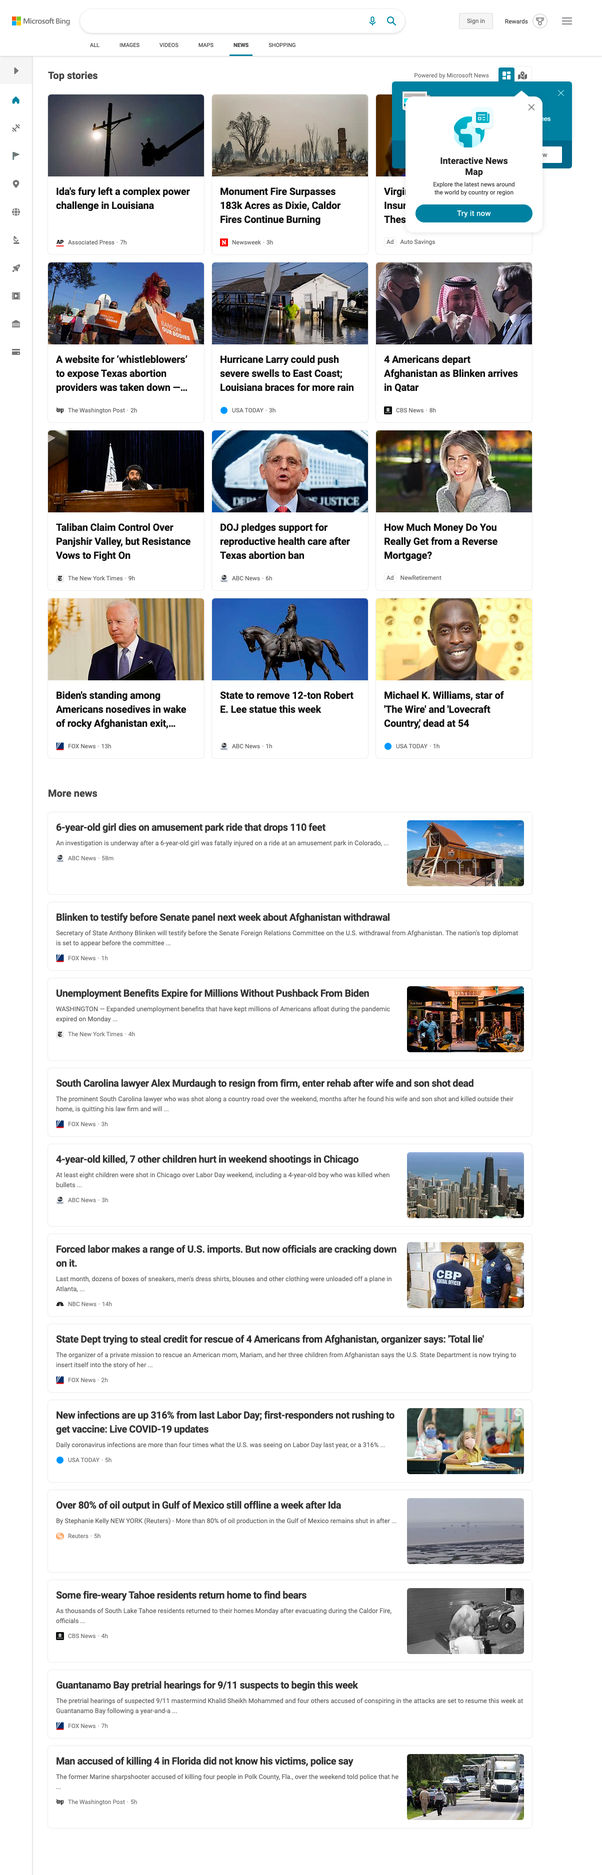 Microsoft Bing
Sign in
Rewards
ALL
IMAGES
VIDEOS
MAPS
NEWS
SHOPPING
Top stories
Powered by Microsoft News
Interactive News
Map
Explore the latest news around
the world by country or region
Try it now
Ida's fury left a complex power
challenge in Louisiana
AP Associated Press · 7h
Monument Fire Surpasses
183k Acres as Dixie, Caldor
Fires Continue Burning
N Newsweek · 3h
Ad Auto Savings
A website for ‘whistleblowers’
to expose Texas abortion
providers was taken down —...
wp The Washington Post · 2h
Hurricane Larry could push
severe swells to East Coast;
Louisiana braces for more rain
USA TODAY · 3h
4 Americans depart
Afghanistan as Blinken arrives
in Qatar
CBS News · 8h
Taliban Claim Control Over
Panjshir Valley, but Resistance
Vows to Fight On
The New York Times · 9h
DOJ pledges support for
reproductive health care after
Texas abortion ban
ABC News · 6h
How Much Money Do You
Really Get from a Reverse
Mortgage?
Ad NewRetirement
Biden's standing among
Americans nosedives in wake
of rocky Afghanistan exit,...
FOX News · 13h
State to remove 12-ton Robert
E. Lee statue this week
ABC News · 1h
Michael K. Williams, star of
'The Wire' and 'Lovecraft
Country,' dead at 54
USA TODAY · 1h
More news
6-year-old girl dies on amusement park ride that drops 110 feet
An investigation is underway after a 6-year-old girl was fatally injured on a ride at an amusement park in Colorado, ...
ABC News · 58m
Blinken to testify before Senate panel next week about Afghanistan withdrawal
Secretary of State Anthony Blinken will testify before the Senate Foreign Relations Committee on the U.S. withdrawal from Afghanistan. The nation's top diplomat
is set to appear before the committee ...
FOX News · 1h
Unemployment Benefits Expire for Millions Without Pushback From Biden
WASHINGTON — Expanded unemployment benefits that have kept millions of Americans afloat during the pandemic
expired on Monday ...
The New York Times · 4h
South Carolina lawyer Alex Murdaugh to resign from firm, enter rehab after wife and son shot dead
The prominent South Carolina lawyer who was shot along a country road over the weekend, months after he found his wife and son shot and killed outside their
home, is quitting his law firm and will ...
FOX News · 3h
4-year-old killed, 7 other children hurt in weekend shootings in Chicago
At least eight children were shot in Chicago over Labor Day weekend, including a 4-year-old boy who was killed when
bullets ...
ABC News · 3h
Forced labor makes a range of U.S. imports. But now officials are cracking down
on it.
Last month, dozens of boxes of sneakers, men's dress shirts, blouses and other clothing were unloaded off a plane in
Atlanta, ...
NBC News · 14h
CBP
State Dept trying to steal credit for rescue of 4 Americans from Afghanistan, organizer says: 'Total lie'
The organizer of a private mission to rescue an American mom, Mariam, and her three children from Afghanistan says the U.S. State Department is now trying to
insert itself into the story of her ...
FOX News · 2h
New infections are up 316% from last Labor Day; first-responders not rushing to
get vaccine: Live COVID-19 updates
Daily coronavirus infections are more than four times what the U.S. was seeing on Labor Day last year, or a 316% ...
USA TODAY · 5h
Over 80% of oil output in Gulf of Mexico still offline a week after Ida
By Stephanie Kelly NEW YORK (Reuters) - More than 80% of oil production in the Gulf of Mexico remains shut in after ...
Reuters · 5h
Some fire-weary Tahoe residents return home to find bears
As thousands of South Lake Tahoe residents returned to their homes Monday after evacuating during the Caldor Fire,
officials ...
CBS News · 4h
Guantanamo Bay pretrial hearings for 9/11 suspects to begin this week
The pretrial hearings of suspected 9/11 mastermind Khalid Sheikh Mohammed and four others accused of conspiring in the attacks are set to resume this week at
Guantanamo Bay following a year-and-a ...
FOX News · 7h
Man accused of killing 4 in Florida did not know his victims, police say
The former Marine sharpshooter accused of killing four people in Polk County, Fla., over the weekend told police that he
...
wp The Washington Post · 5h